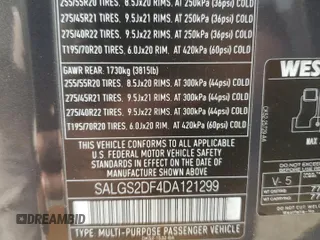 255/55R20 TIRES. 8.5Jx20 RIMS. AT 250kPA (36psi) COLD
275/45R21 TIRES. 9.5Jx21 RIMS. AT 250kPA (36psi) COLD
275/40R22 TIRES. 9.5Jx22 RIMS. AT 250kPA (36psi) COLD
T195/70R20 TIRES. 6.0Jx20 RIM. AT 420kPA (60psi) COLD
GAWR REAR: 1730kg (3815lb)
255/55R20 TIRES. 8.5Jx20 RIMS. AT 300kPA (44psi) COLD
275/45R21 TIRES. 9.5Jx21 RIMS. AT 300kPA (44psi) COLD
275/40R22 TIRES. 9.5Jx22 RIMS. AT 300kPA (44psi) COLD
T195/70R20 TIRES. 6.0Jx20 RIM. AT 420kPA (60psi) COLD
THIS VEHICLE CONFORMS TO ALL APPLICABLE
U.S. FEDERAL MOTOR VEHICLE SAFETY, BUMPER
AND THEFT PREVENTION STANDARDS IN
EFFECT ON THE DATE OF MANUFACTURE
SHOWN ABOVE.
SALGS2DF4DA121299
TYPE: MULTI-PURPOSE PASSENGER VEHICLE
WES
V-5
DREAMBID